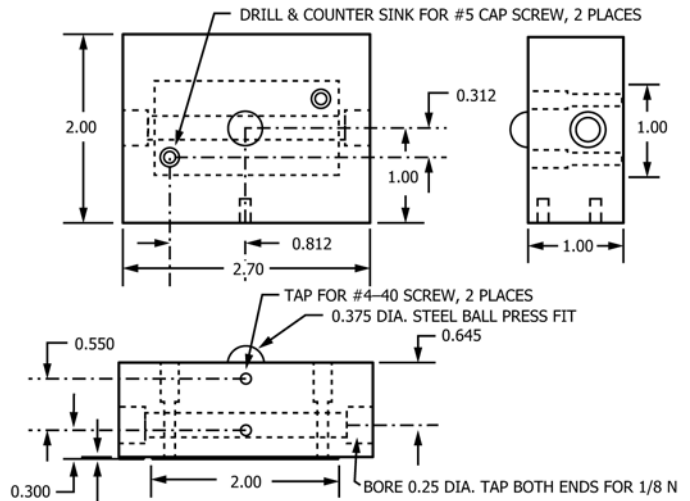 DRILL & COUNTER SINK FOR #5 CAP SCREW, 2 PLACES
0.312
2.00
1.00
1.00
0.812
2.70
1.00
TAP FOR #4–40 SCREW, 2 PLACES
0.375 DIA. STEEL BALL PRESS FIT
0.550
0.645
0.300
2.00
BORE 0.25 DIA. TAP BOTH ENDS FOR 1/8 N